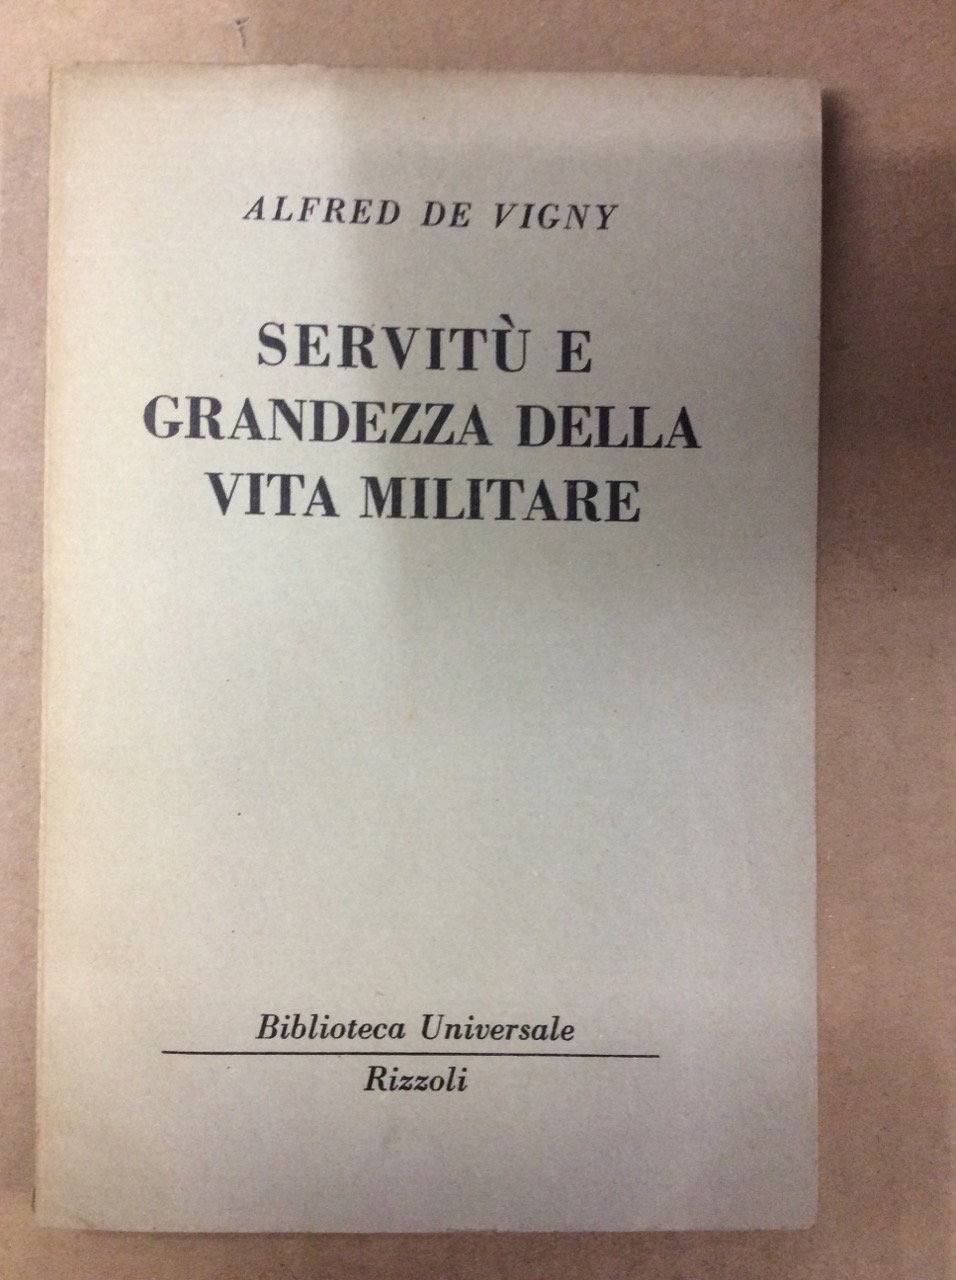 ALFRED DE VIGNY
SERVITÙ E
GRANDEZZA DELLA
VITA MILITARE
Biblioteca Universale
Rizzoli